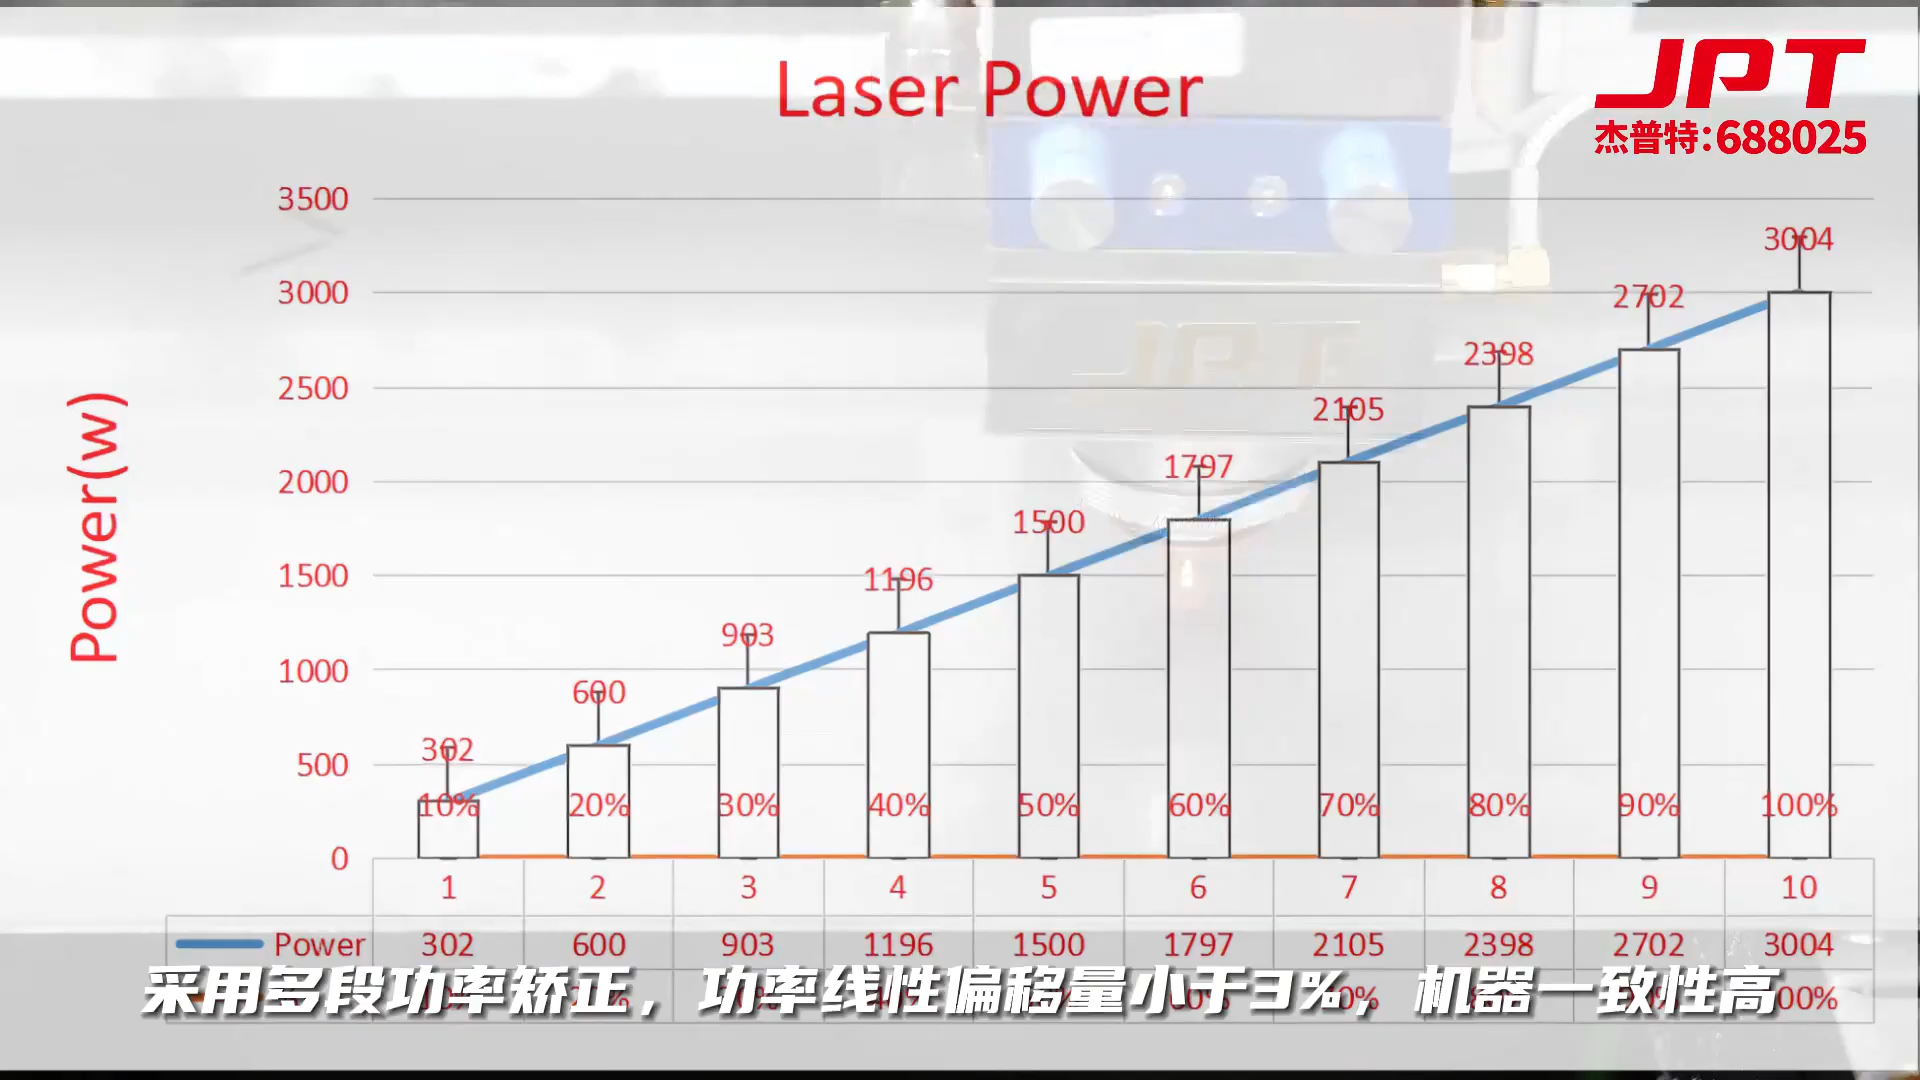 Laser Power
JPT
杰普特:688025
Power(w)
3500
3000
2500
2000
1500
1000
500
0
302 600 903 1196 1500 1797 2105 2398 2702 3004
10% 20% 30% 40% 50% 60% 70% 80% 90% 100%
1 2 3 4 5 6 7 8 9 10
Power 302 600 903 1196 1500 1797 2105 2398 2702 3004
采用多段功率矫正，功率线性偏移量小于3%，机器一致性高
JPT